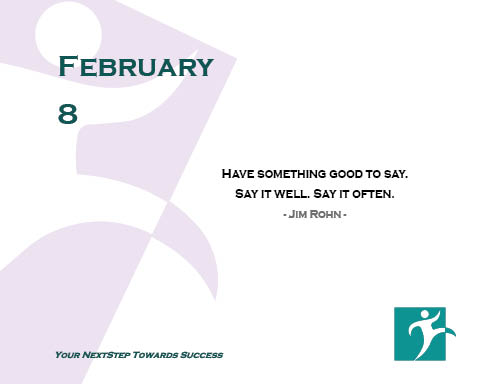 February
8
Have something good to say.
Say it well. Say it often.
- Jim Rohn -
Your NextStep Towards Success